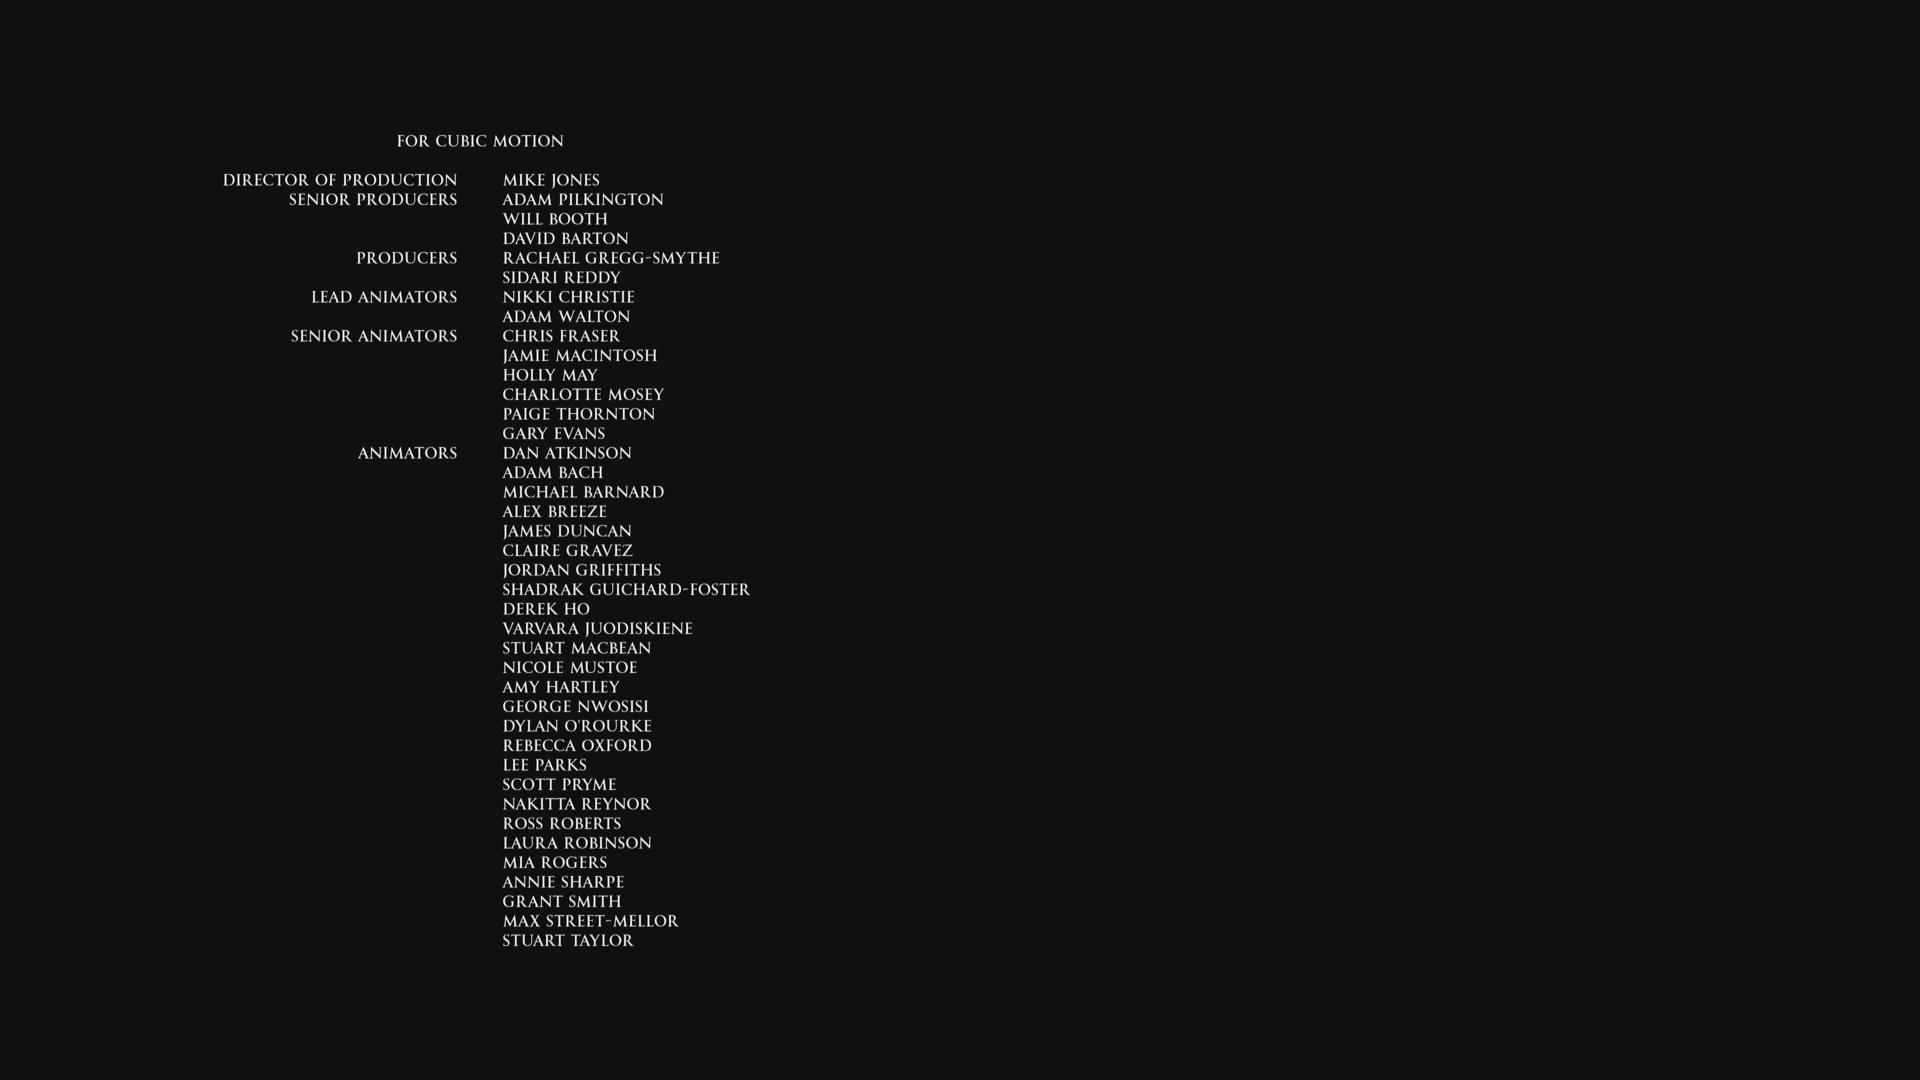 FOR CUBIC MOTION
DIRECTOR OF PRODUCTION MIKE JONES
SENIOR PRODUCERS ADAM PILKINGTON
WILL BOOTH
DAVID BARTON
PRODUCERS RACHAEL GREGG-SMYTHE
SIDARI REDDY
LEAD ANIMATORS NIKKI CHRISTIE
ADAM WALTON
SENIOR ANIMATORS CHRIS FRASER
JAMIE MACINTOSH
HOLLY MAY
CHARLOTTE MOSEY
PAIGE THORNTON
GARY EVANS
ANIMATORS DAN ATKINSON
ADAM BACH
MICHAEL BARNARD
ALEX BREEZE
JAMES DUNCAN
CLAIRE GRAVEZ
JORDAN GRIFFITHS
SHADRAK GUICHARD-FOSTER
DEREK HO
VARVARA JUODISKIENE
STUART MACBEAN
NICOLE MUSTOE
AMY HARTLEY
GEORGE NWOSISI
DYLAN O'ROURKE
REBECCA OXFORD
LEE PARKS
SCOTT PRYME
NAKITTA REYNOR
ROSS ROBERTS
LAURA ROBINSON
MIA ROGERS
ANNIE SHARPE
GRANT SMITH
MAX STREET-MELLOR
STUART TAYLOR